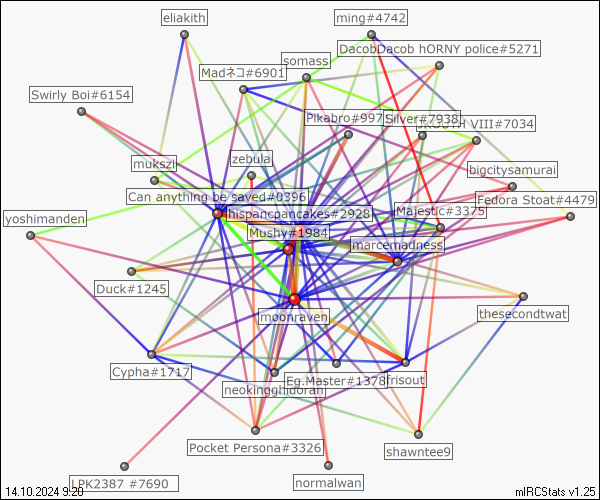 eliakith
ming#4742
DacobDacob hORNY police#5271
somass
Madネコ#6901
Swirly Boi#6154
Pikabro#997
Silver#7938
VIII#7034
mukszi
zebula
bigcitysamurai
Can anything be saved#0396
Fedora Stoat#4479
hispancpancakes#2928
Majestic#3375
yoshimanden
Mushy#1984
marcemadness
Duck#1245
moonraven
thesecondtwat
Cypha#1717
Eg.Master#1378
frisout
neokingghidorah
Pocket Persona#3326
shawntee9
LPK2387 #7690
normalwan
14.10.2024 9:20
mIRCStats v1.25